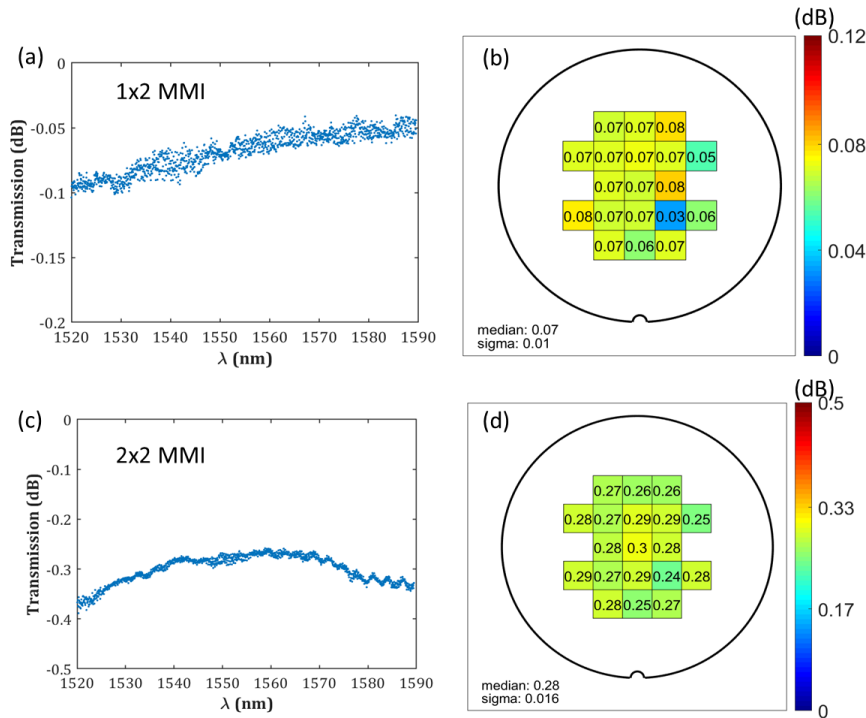 (a)
1x2 MMI
0
-0.05
-0.1
-0.15
-0.2
Transmission (dB)
1520 1530 1540 1550 1560 1570 1580 1590
λ (nm)
(b)
(dB)
0.07 0.07 0.08
0.07 0.07 0.07 0.07 0.05
0.07 0.07 0.08
0.08 0.07 0.07 0.03 0.06
0.07 0.06 0.07
median: 0.07
sigma: 0.01
0.12
0.08
0.04
0
(c)
2x2 MMI
0
-0.1
-0.2
-0.3
-0.4
-0.5
Transmission (dB)
1520 1530 1540 1550 1560 1570 1580 1590
λ (nm)
(d)
(dB)
0.27 0.26 0.26
0.28 0.27 0.29 0.29 0.25
0.28 0.3 0.28
0.29 0.27 0.29 0.24 0.28
0.28 0.25 0.27
median: 0.28
sigma: 0.016
0.5
0.33
0.17
0